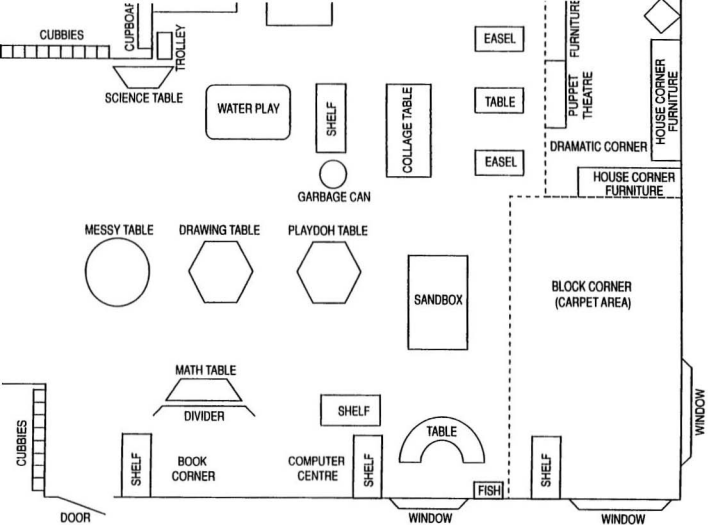 CUBBIES
CUPBOAR
TROLLEY
SCIENCE TABLE
WATER PLAY
SHELF
GARBAGE CAN
COLLAGE TABLE
EASEL
TABLE
EASEL
FURNITURE
PUPPET
THEATRE
HOUSE CORNER
FURNITURE
DRAMATIC CORNER
HOUSE CORNER
FURNITURE
MESSY TABLE
DRAWING TABLE
PLAYDOH TABLE
SANDBOX
BLOCK CORNER
(CARPET AREA)
MATH TABLE
DIVIDER
SHELF
TABLE
WINDOW
CUBBIES
SHELF
BOOK
CORNER
COMPUTER
CENTRE
SHELF
FISH
SHELF
DOOR
WINDOW
WINDOW